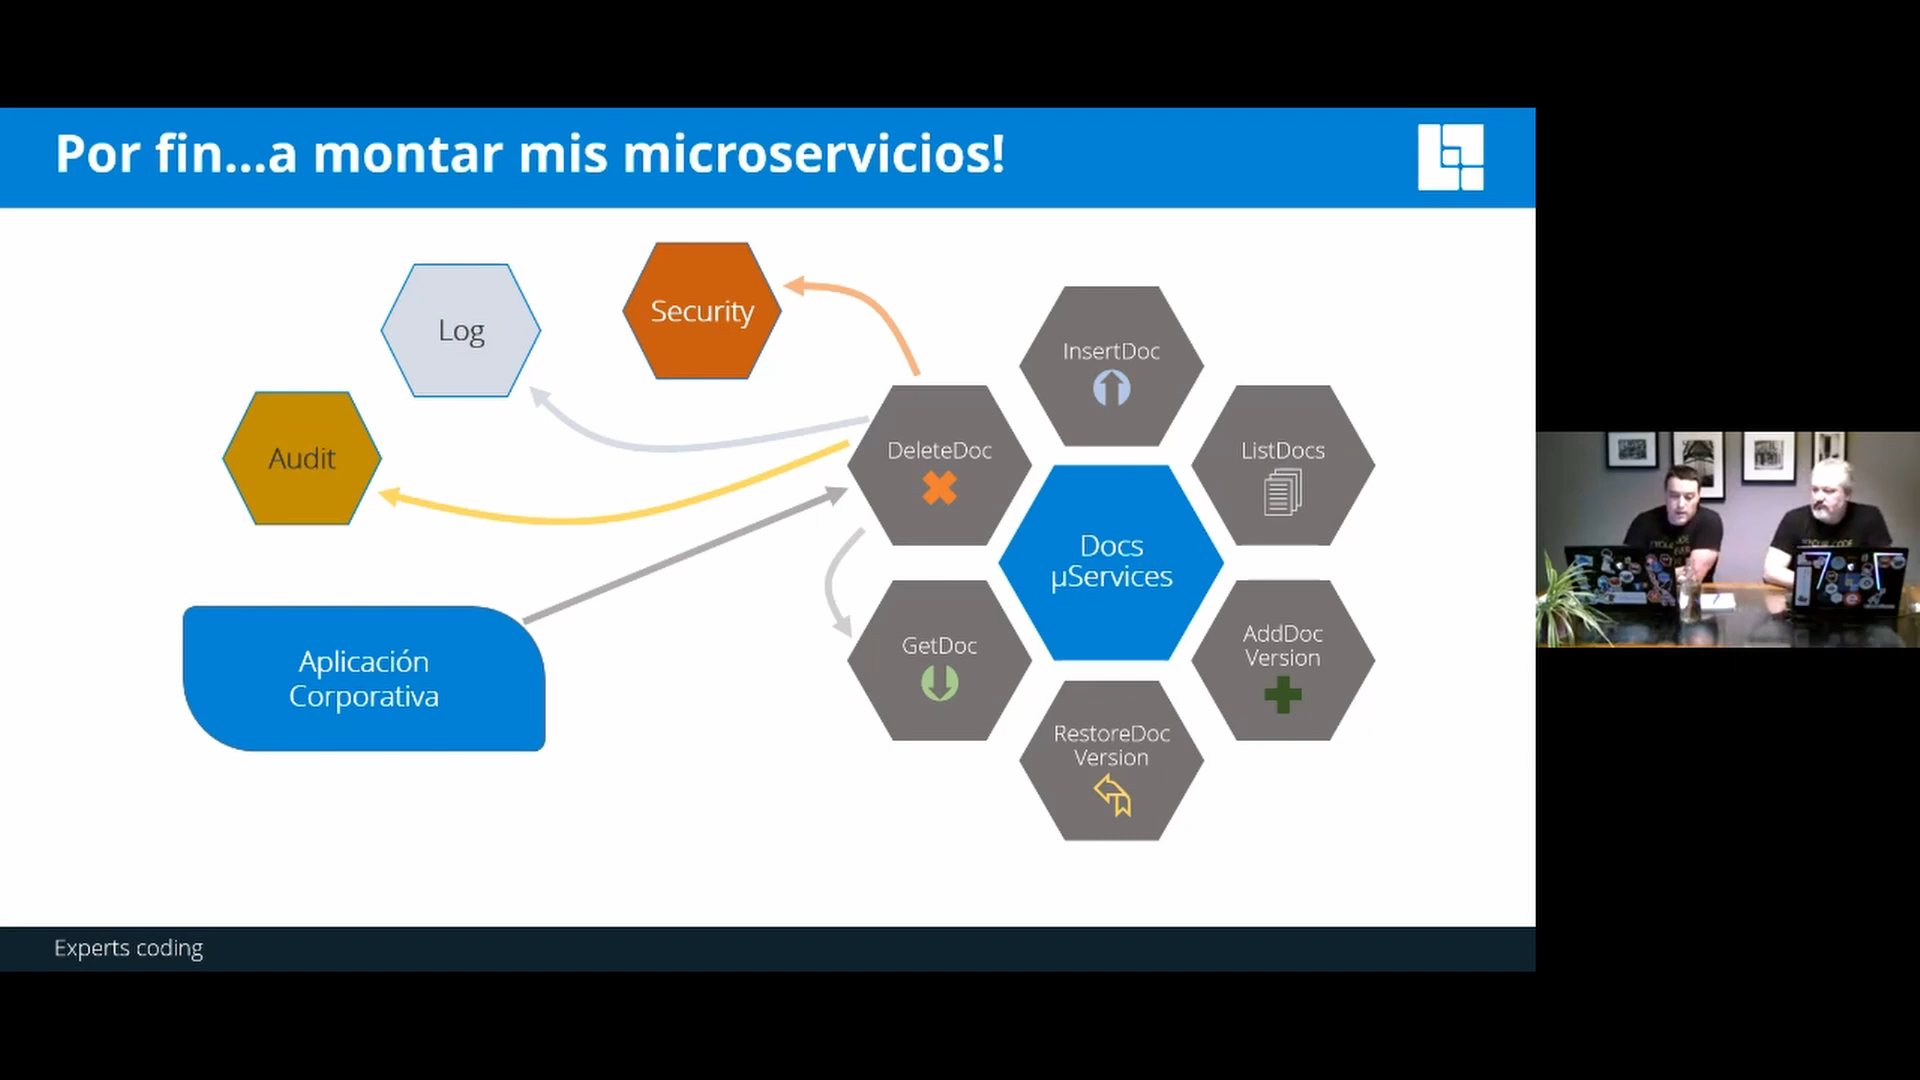 Por fin...a montar mis microservicios!
Security
Log
Audit
InsertDoc
DeleteDoc
ListDocs
Docs
µServices
GetDoc
AddDoc
Version
RestoreDoc
Version
Aplicación
Corporativa
Experts coding